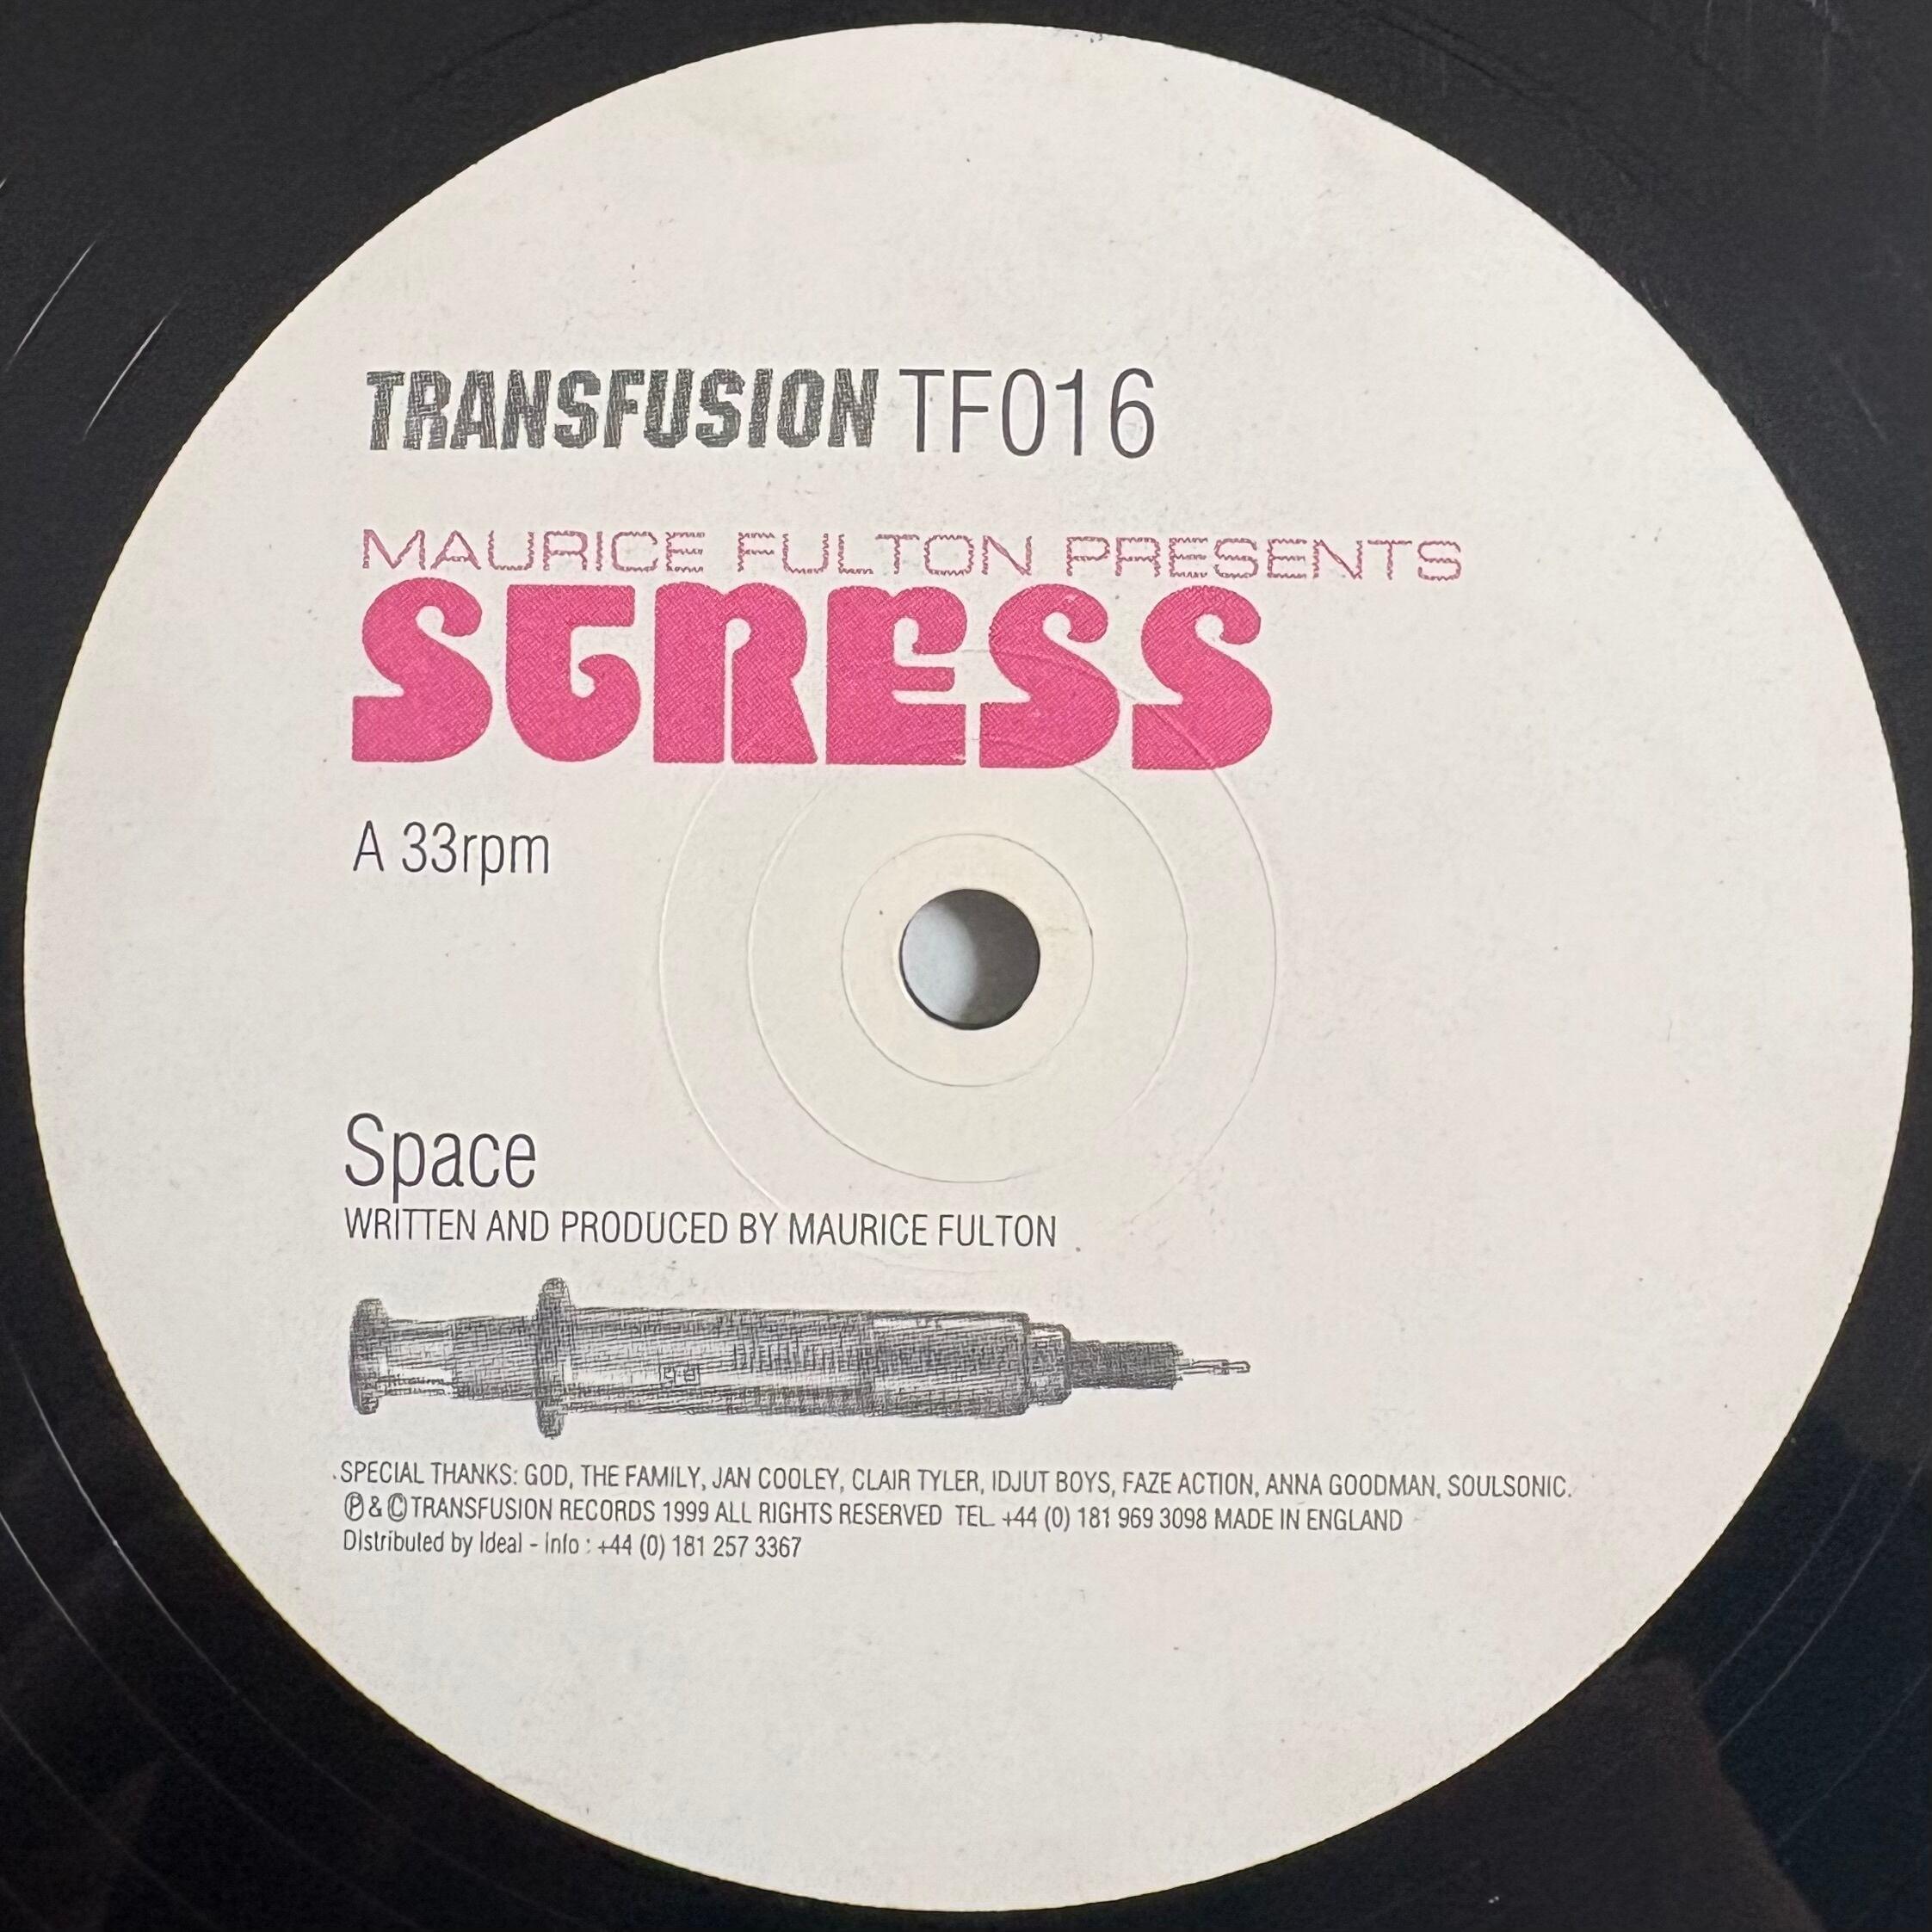 TRANSFUSION TF016
MAURICE FULTON PRESENTS
STRESS
A 33rpm
Space
WRITTEN AND PRODUCED BY MAURICE FULTON
SPECIAL THANKS: GOD, THE FAMILY, JAN COOLEY, CLAIR TYLER, IDJUT BOYS, FAZE ACTION, ANNA GOODMAN, SOULSONIC.
Ⓟ & © TRANSFUSION RECORDS 1999 ALL RIGHTS RESERVED TEL. +44 (0) 181 969 3098 MADE IN ENGLAND
Distributed by Ideal - Info : +44 (0) 181 257 3367